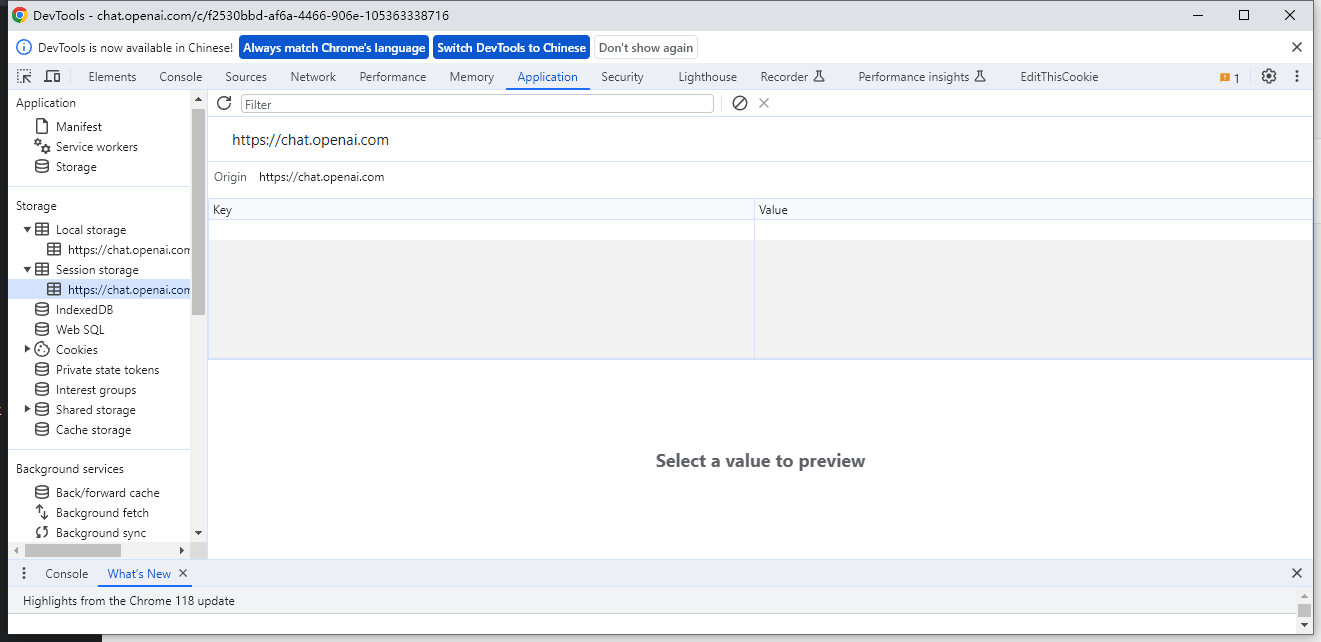 DevTools - chat.openai.com/c/f2530bbd-af6a-4466-906e-105363338716
DevTools is now available in Chinese! Always match Chrome's language Switch DevTools to Chinese Don't show again
Elements Console Sources Network Performance Memory Application Security Lighthouse Recorder Performance insights EditThisCookie 1
Application
Manifest
Service workers
Storage
Storage
Local storage
https://chat.openai.com
Session storage
https://chat.openai.com
IndexedDB
Web SQL
Cookies
Private state tokens
Interest groups
Shared storage
Cache storage
Background services
Back/forward cache
Background fetch
Background sync
Filter
https://chat.openai.com
Origin https://chat.openai.com
Key Value
Select a value to preview
Console What's New
Highlights from the Chrome 118 update